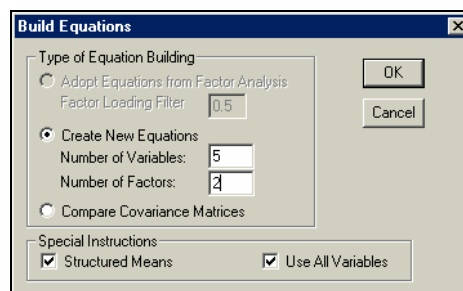 Build Equations
Type of Equation Building
Adopt Equations from Factor Analysis
Factor Loading Filter 0.5
Create New Equations
Number of Variables: 5
Number of Factors: 2
Compare Covariance Matrices
OK
Cancel
Special Instructions
Structured Means Use All Variables